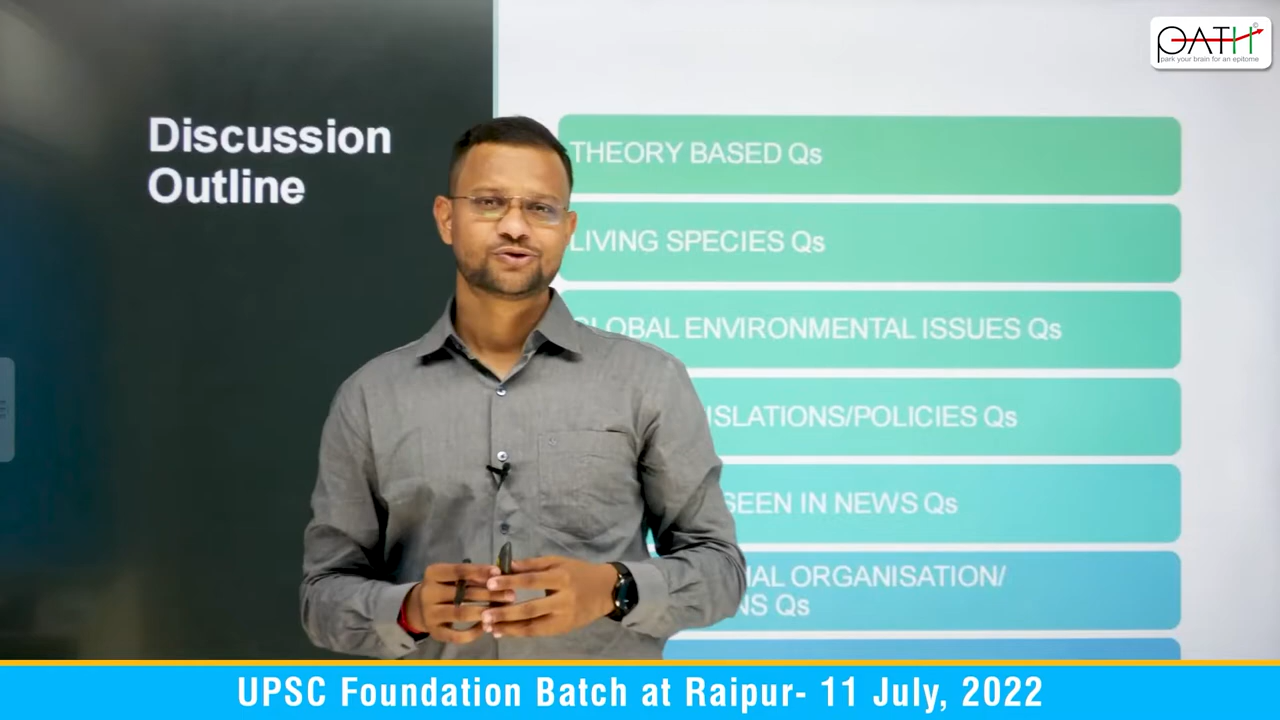 PATH
park your brain for an epitome
Discussion
Outline
THEORY BASED Qs
LIVING SPECIES Qs
GLOBAL ENVIRONMENTAL ISSUES Qs
ISLATIONS/POLICIES Qs
SEEN IN NEWS Qs
NAL ORGANISATION/
NS Qs
UPSC Foundation Batch at Raipur- 11 July, 2022